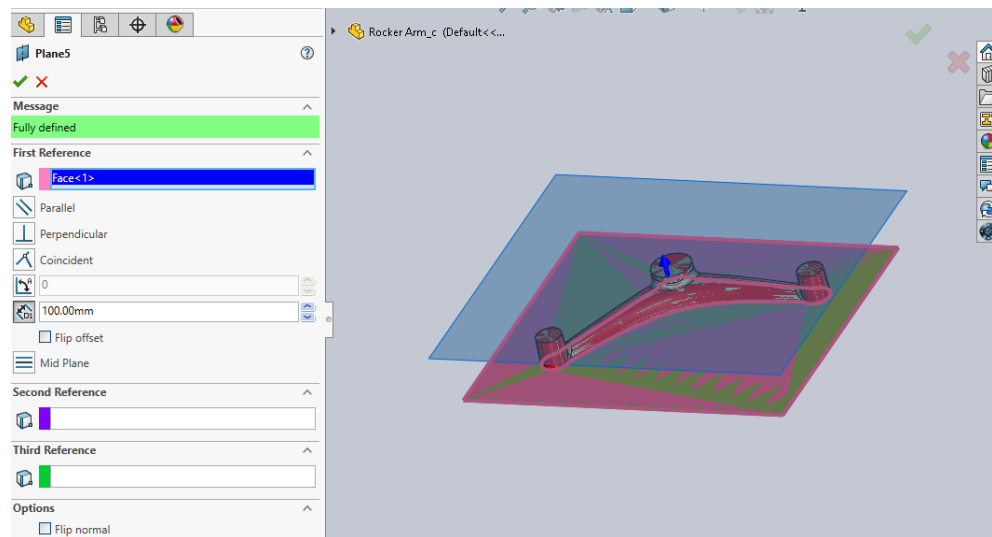 Rocker Arm_c (Default<<...
Plane5
Message
Fully defined
First Reference
Face<1>
Parallel
Perpendicular
Coincident
0
100.00mm
Flip offset
Mid Plane
Second Reference
Third Reference
Options
Flip normal